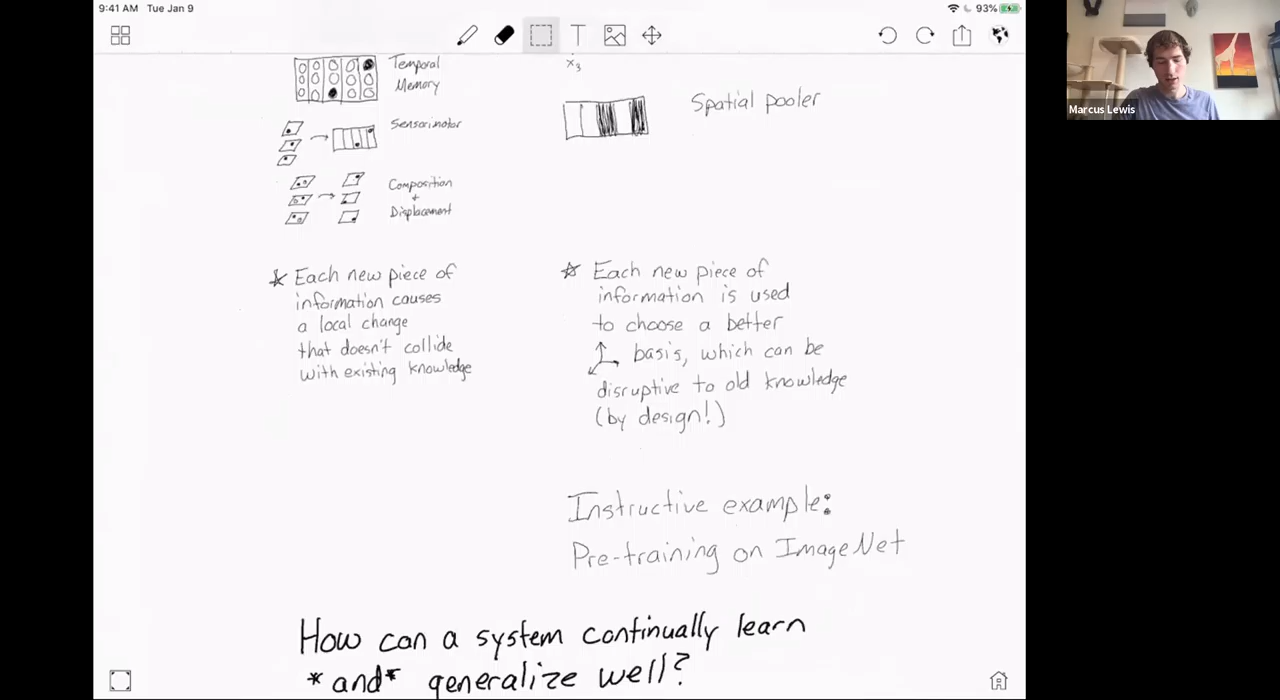 9:41 AM Tue Jan 9
93%
Marcus Lewis
Temporal
Memory
Sensorimotor
Composition
+
Displacement
x3
Spatial pooler
* Each new piece of
information causes
a local change
that doesn't collide
with existing knowledge
* Each new piece of
information is used
to choose a better
basis, which can be
disruptive to old knowledge
(by design!)
Instructive example:
Pre-training on ImageNet
How can a system continually learn
*and* generalize well?